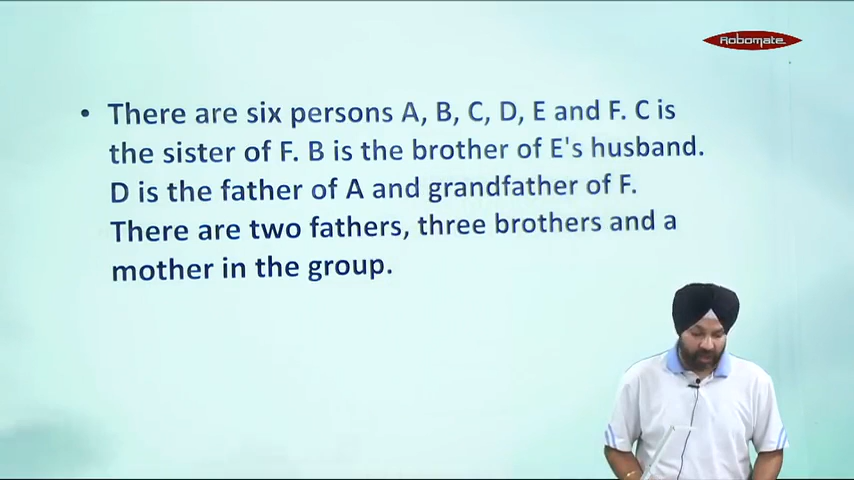 Robomate
• There are six persons A, B, C, D, E and F. C is
the sister of F. B is the brother of E's husband.
D is the father of A and grandfather of F.
There are two fathers, three brothers and a
mother in the group.